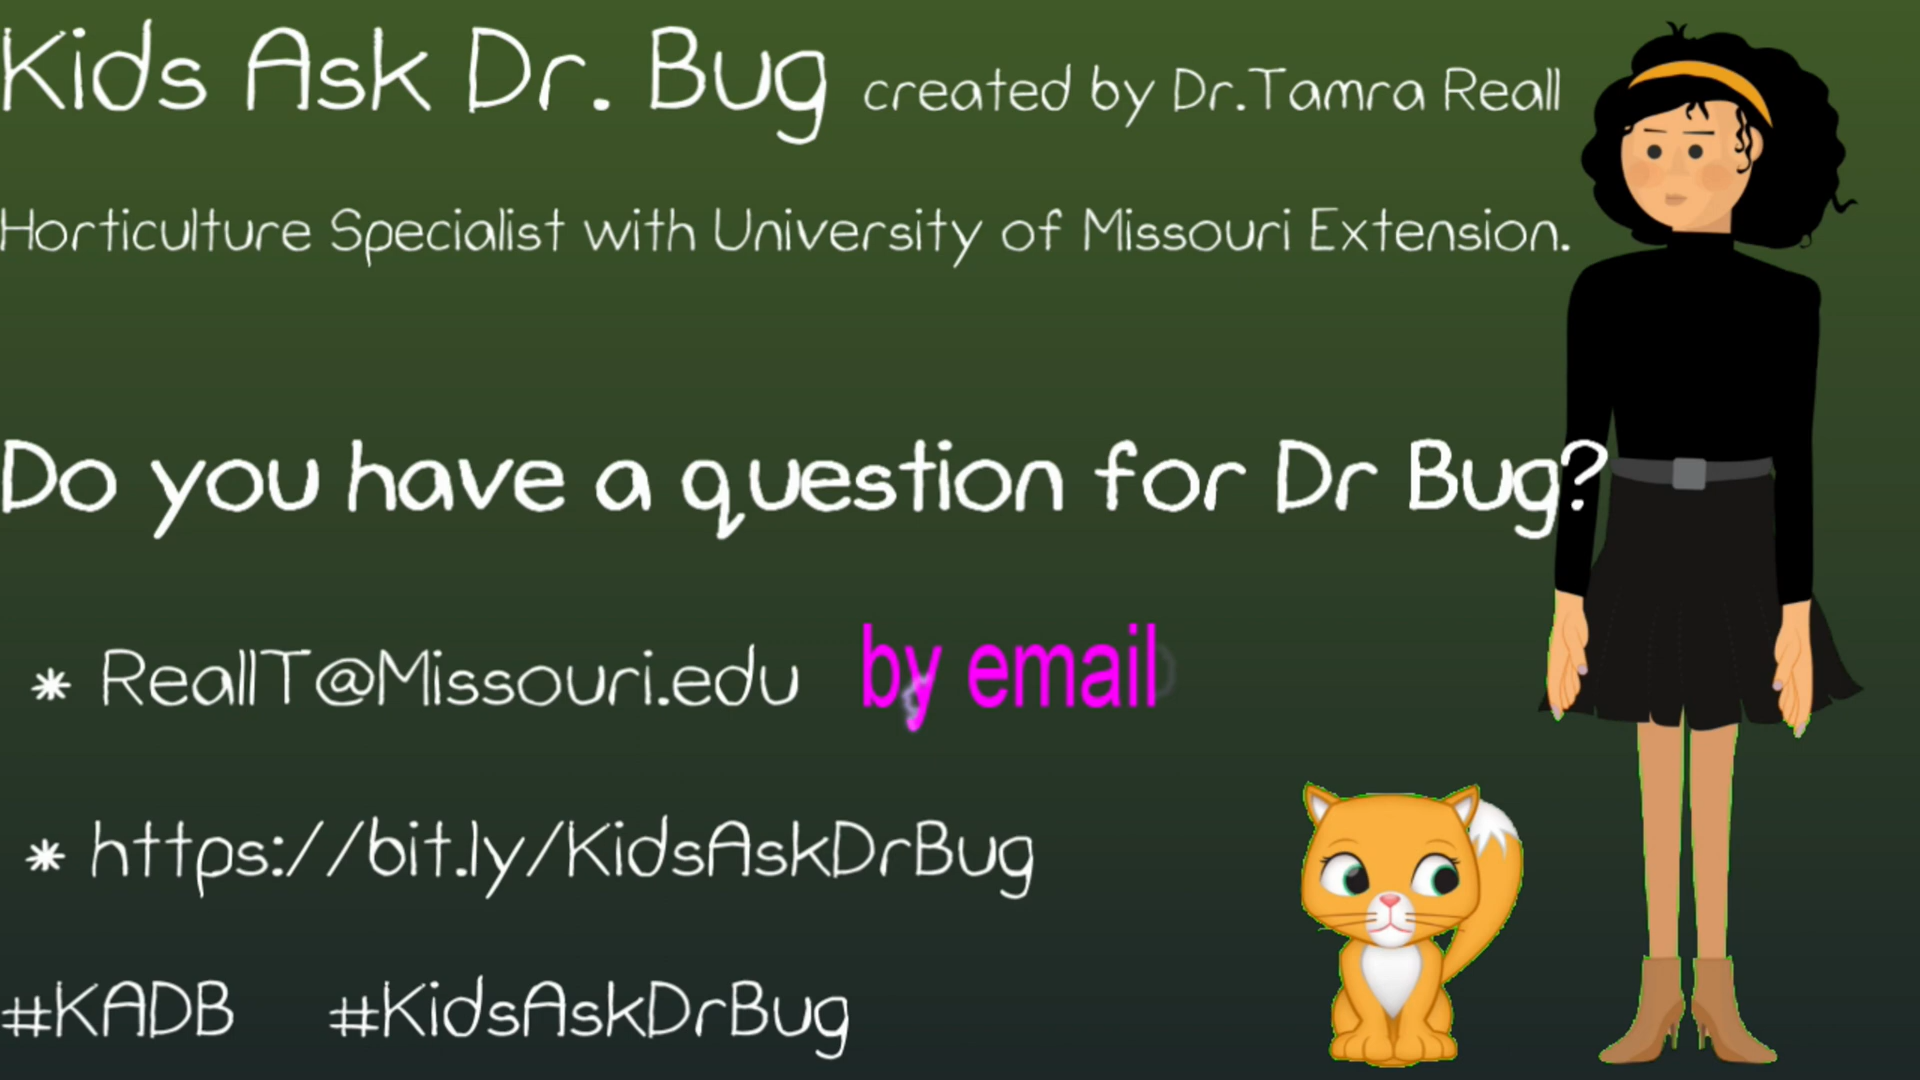 Kids Ask Dr. Bug created by Dr.Tamra Reall
Horticulture Specialist with University of Missouri Extension.
Do you have a question for Dr Bug?
* ReallT@Missouri.edu by email
* https://bit.ly/KidsAskDrBug
#KADB #KidsAskDrBug